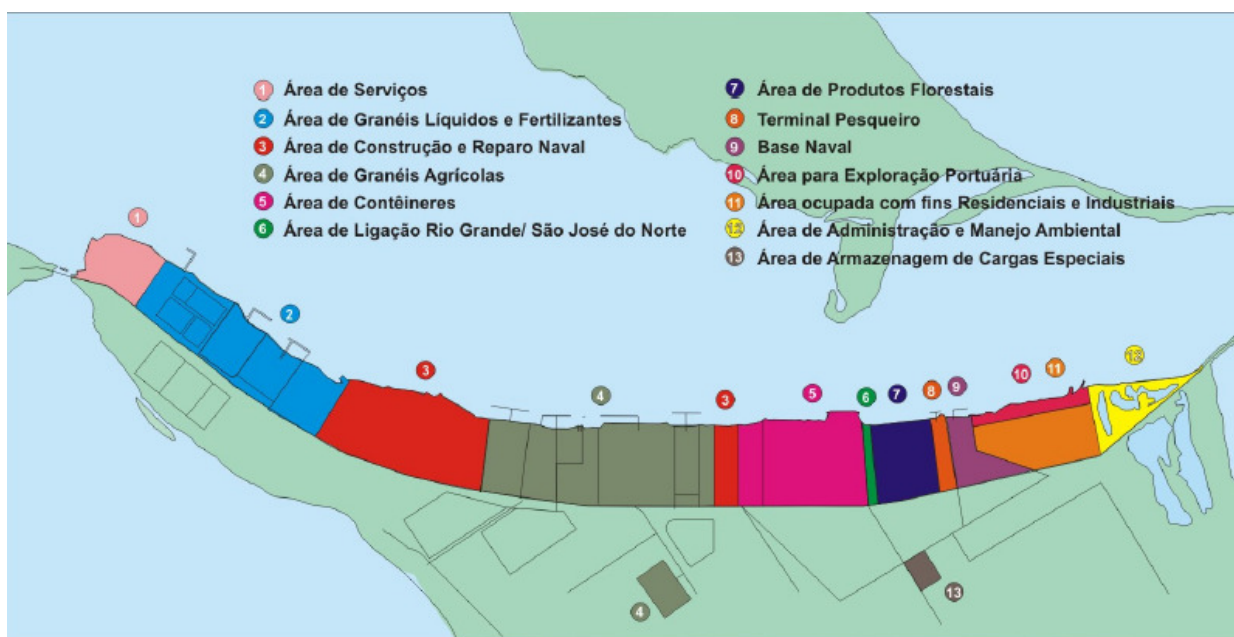 1 Área de Serviços
2 Área de Granéis Líquidos e Fertilizantes
3 Área de Construção e Reparo Naval
4 Área de Granéis Agrícolas
5 Área de Contêineres
6 Área de Ligação Rio Grande/ São José do Norte
7 Área de Produtos Florestais
8 Terminal Pesqueiro
9 Base Naval
10 Área para Exploração Portuária
11 Área ocupada com fins Residenciais e Industriais
12 Área de Administração e Manejo Ambiental
13 Área de Armazenagem de Cargas Especiais
1
2
3
4
3
5
6
7
8
9
10
11
12
4
13